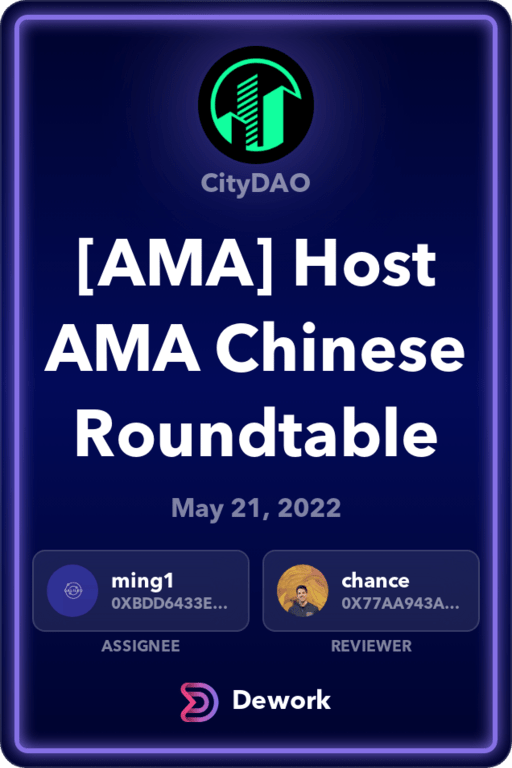 CityDAO
[AMA] Host
AMA Chinese
Roundtable
May 21, 2022
ming1
0XBDD6433E...
chance
0X77AA943A...
ASSIGNEE
REVIEWER
Dework